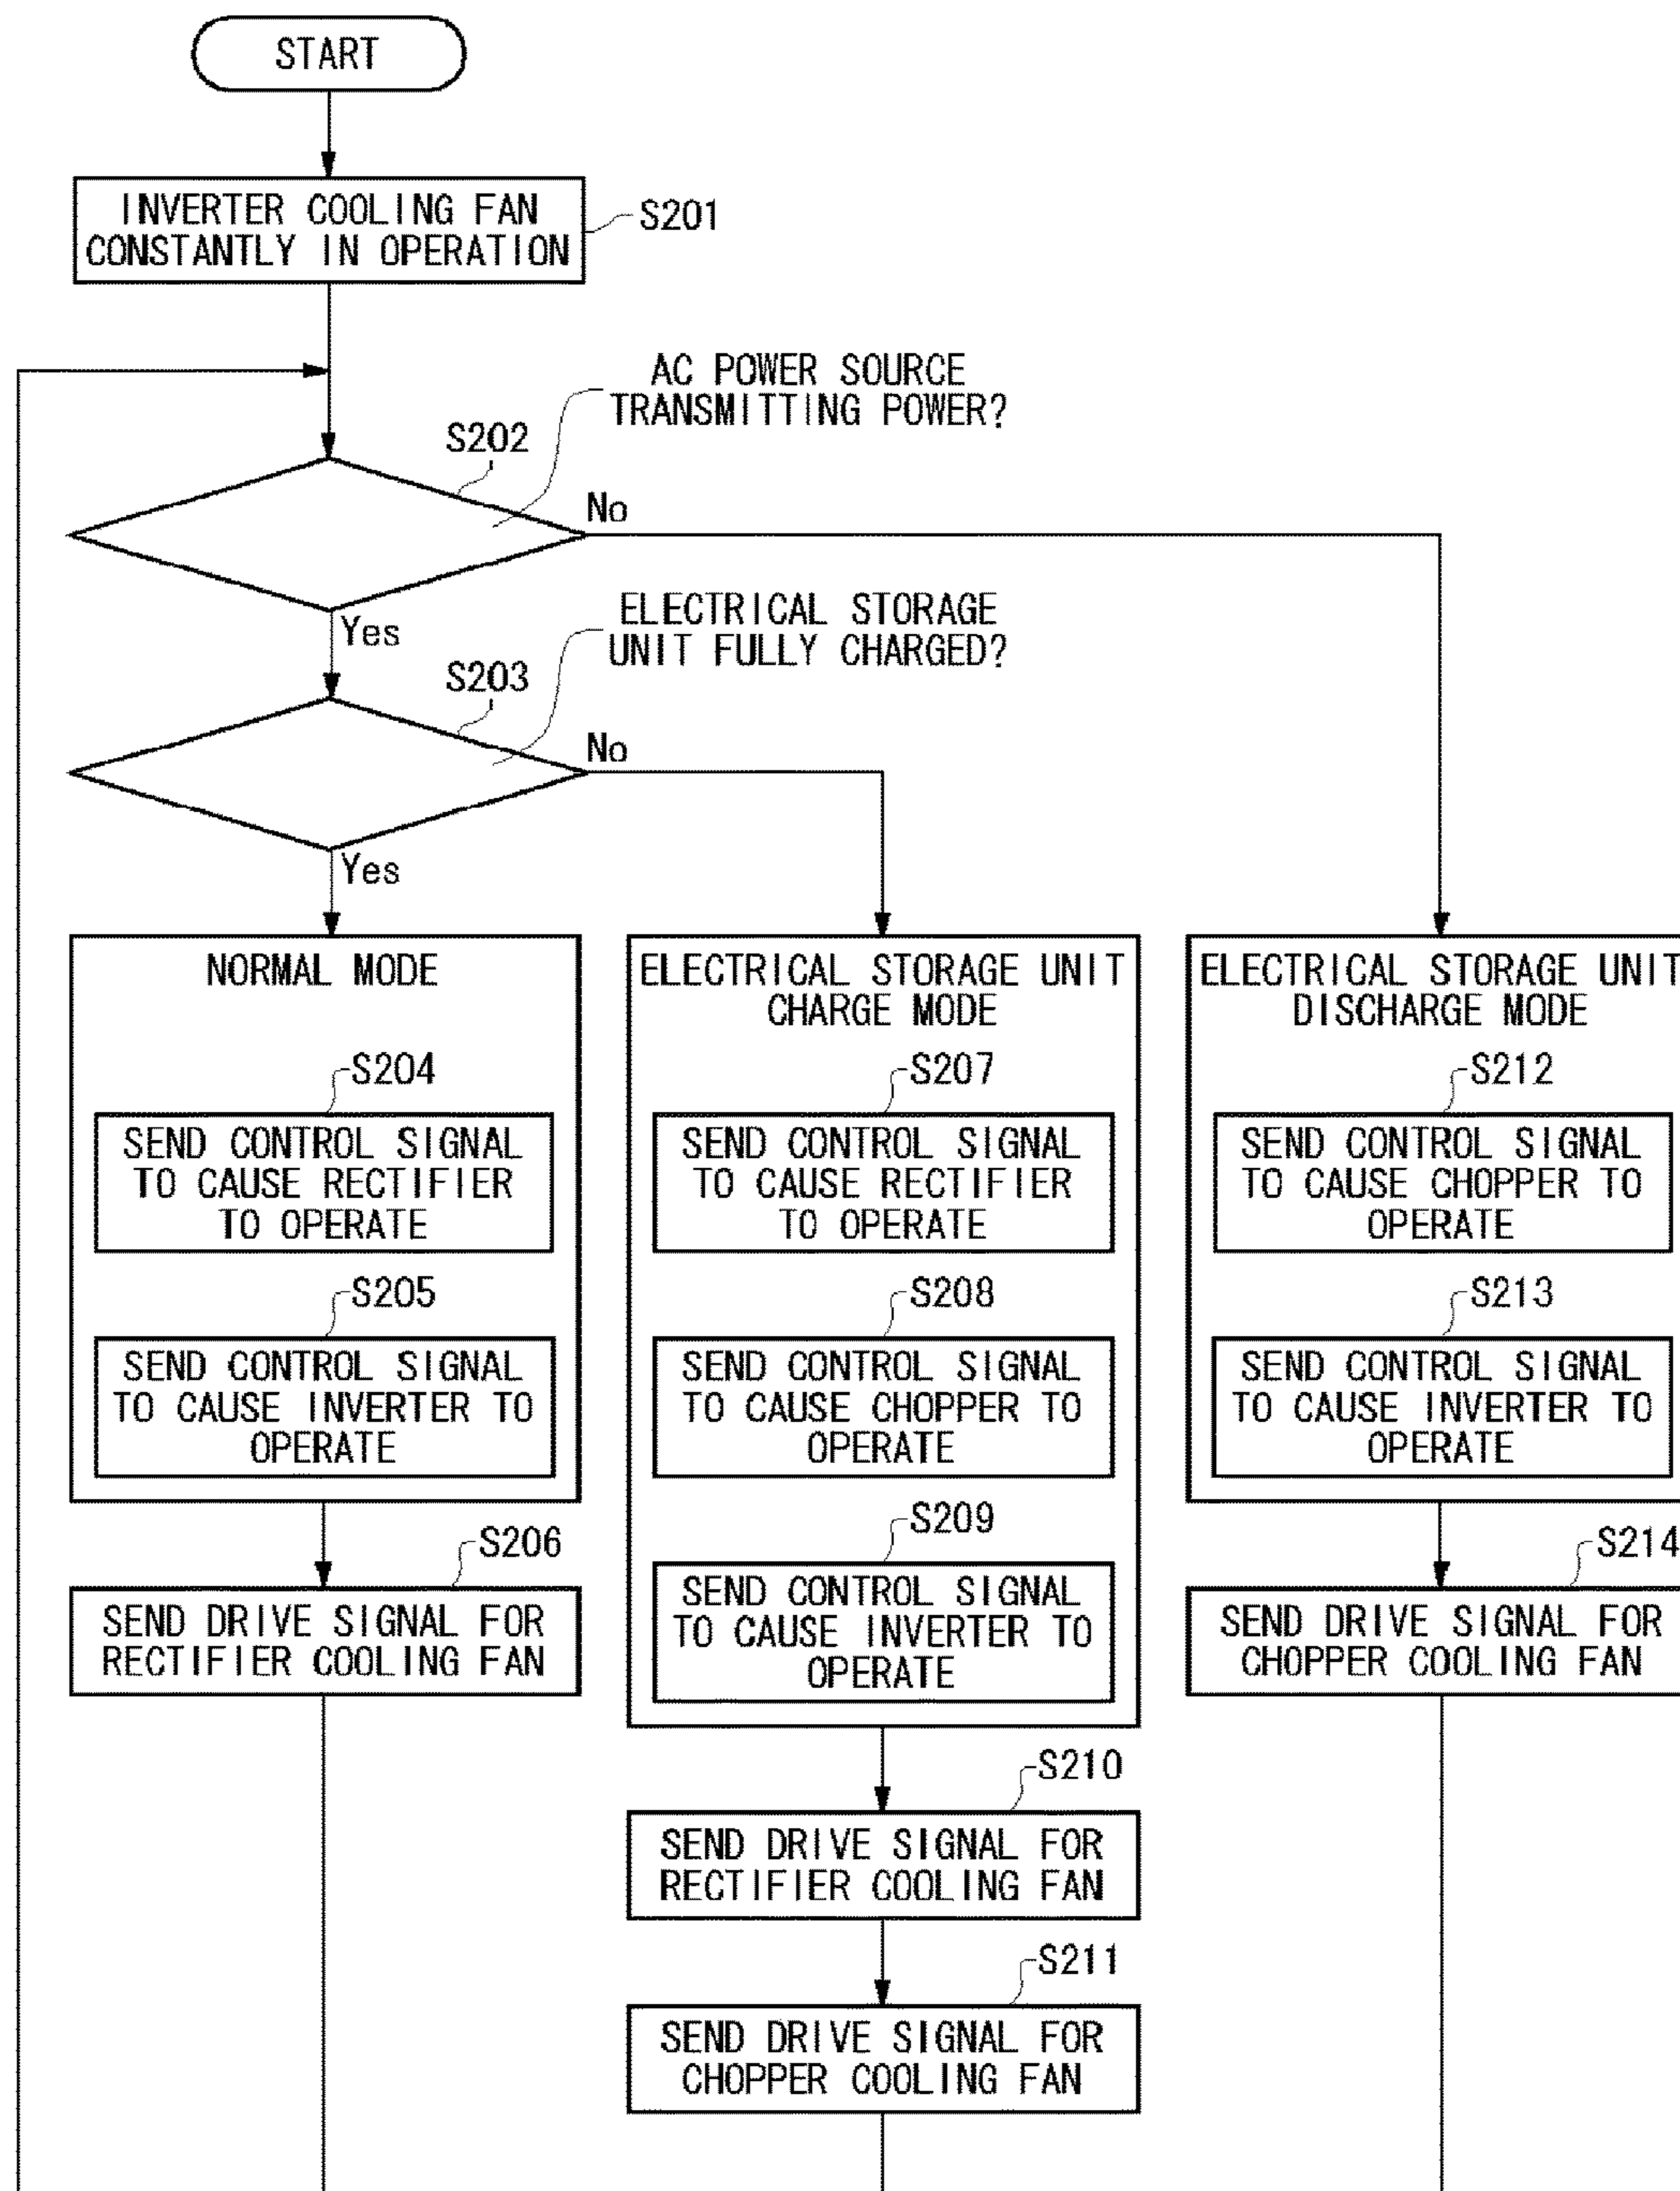 START
INVERTER COOLING FAN
CONSTANTLY IN OPERATION
S201
AC POWER SOURCE
TRANSMITTING POWER?
S202
No
Yes
ELECTRICAL STORAGE
UNIT FULLY CHARGED?
S203
No
Yes
NORMAL MODE
S204
SEND CONTROL SIGNAL
TO CAUSE RECTIFIER
TO OPERATE
S205
SEND CONTROL SIGNAL
TO CAUSE INVERTER TO
OPERATE
S206
SEND DRIVE SIGNAL FOR
RECTIFIER COOLING FAN
ELECTRICAL STORAGE UNIT
CHARGE MODE
S207
SEND CONTROL SIGNAL
TO CAUSE RECTIFIER
TO OPERATE
S208
SEND CONTROL SIGNAL
TO CAUSE CHOPPER TO
OPERATE
S209
SEND CONTROL SIGNAL
TO CAUSE INVERTER TO
OPERATE
S210
SEND DRIVE SIGNAL FOR
RECTIFIER COOLING FAN
S211
SEND DRIVE SIGNAL FOR
CHOPPER COOLING FAN
ELECTRICAL STORAGE UNIT
DISCHARGE MODE
S212
SEND CONTROL SIGNAL
TO CAUSE CHOPPER TO
OPERATE
S213
SEND CONTROL SIGNAL
TO CAUSE INVERTER TO
OPERATE
S214
SEND DRIVE SIGNAL FOR
CHOPPER COOLING FAN